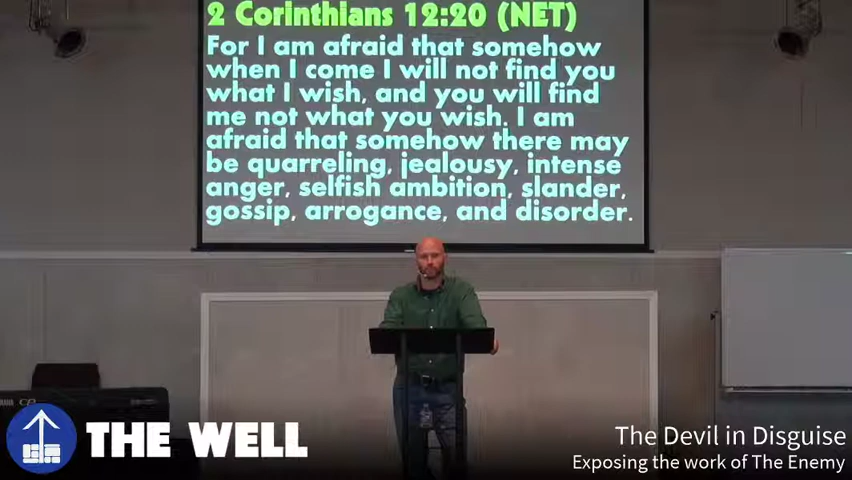 2 Corinthians 12:20 (NET)
For I am afraid that somehow
when I come I will not find you
what I wish, and you will find
me not what you wish. I am
afraid that somehow there may
be quarreling, jealousy, intense
anger, selfish ambition, slander,
gossip, arrogance, and disorder.
THE WELL
The Devil in Disguise
Exposing the work of The Enemy